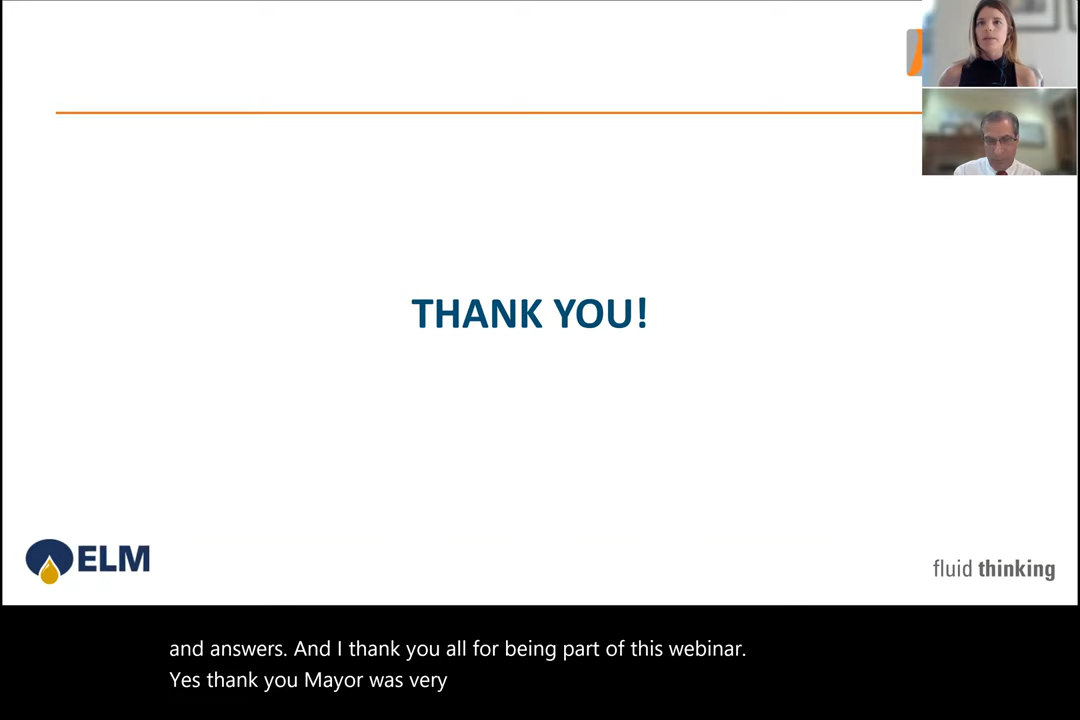 THANK YOU!
ELM
fluid thinking
and answers. And I thank you all for being part of this webinar.
Yes thank you Mayor was very